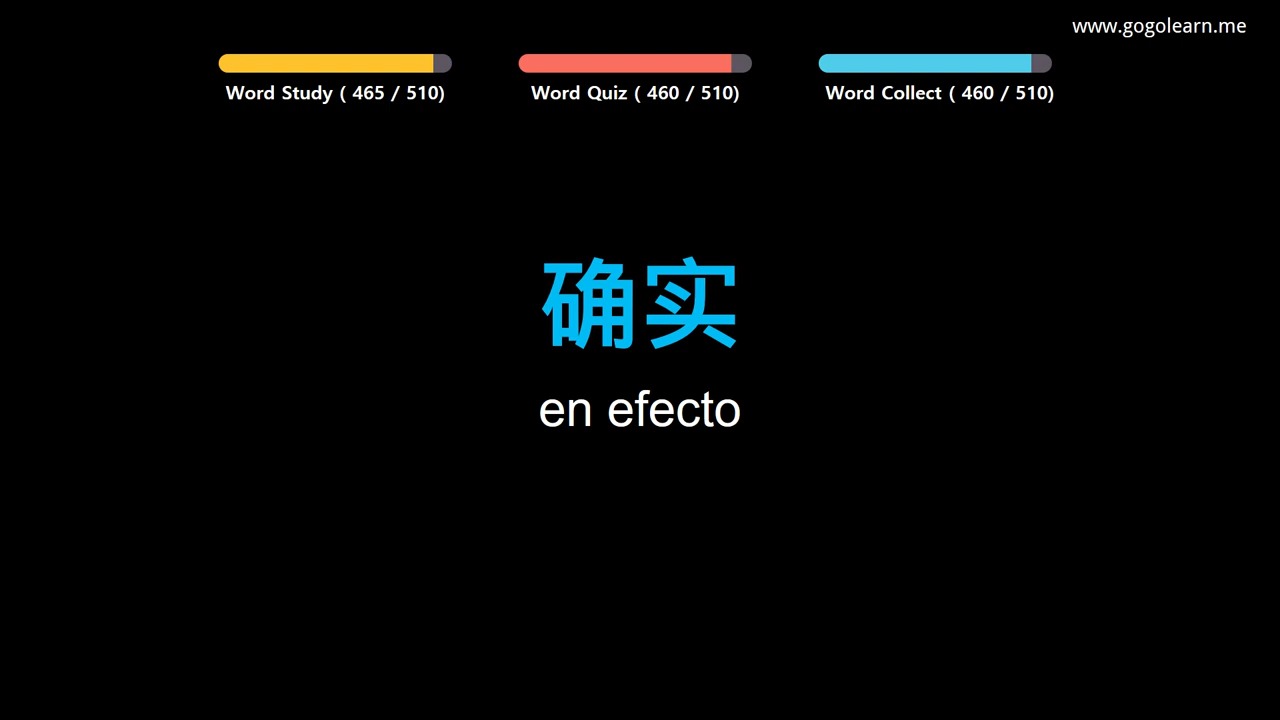 www.gogolearn.me
Word Study ( 465 / 510)
Word Quiz ( 460 / 510)
Word Collect ( 460 / 510)
确实
en efecto